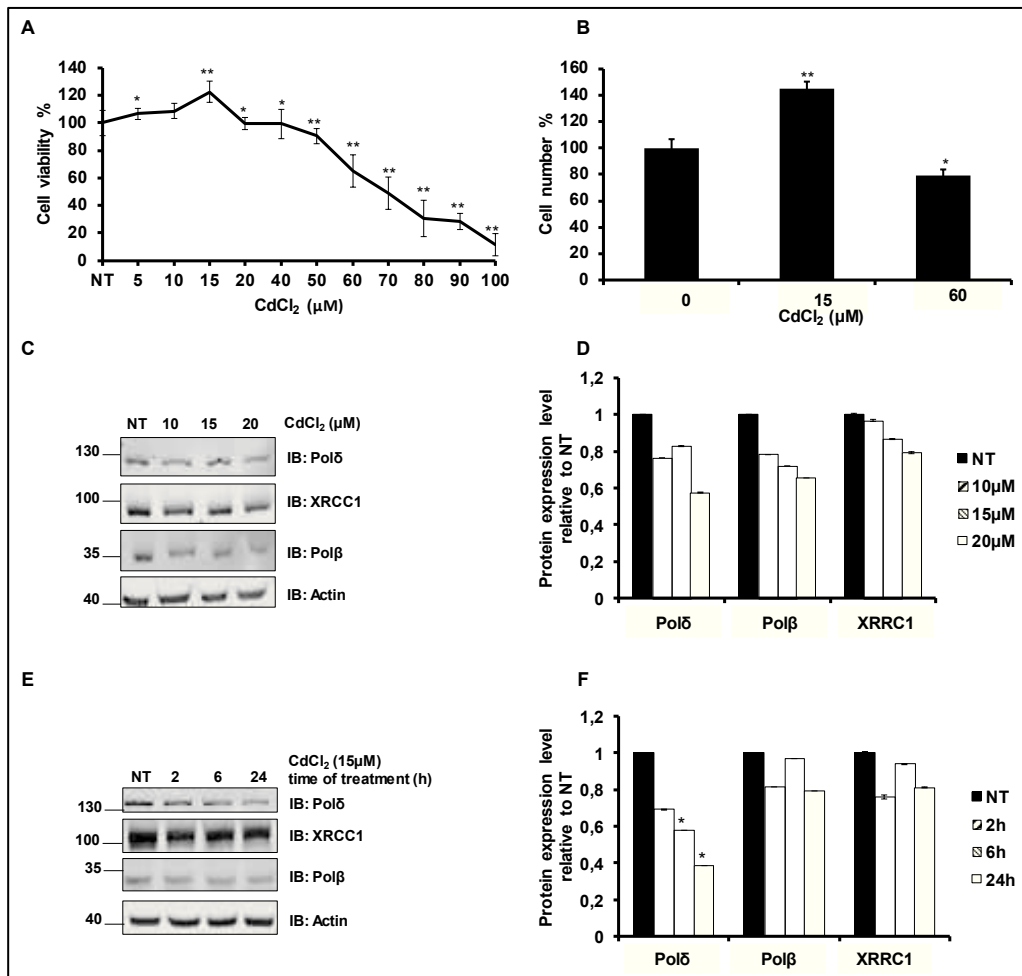 A
140
120
100
80
60
40
20
0
Cell viability %
* ** * * ** ** ** ** ** **
NT 5 10 15 20 40 50 60 70 80 90 100
CdCl2 (µM)
B
160
140
120
100
80
60
40
20
0
Cell number %
** *
0 15 60
CdCl2 (µM)
C
CdCl2 (µM)
NT 10 15 20
130 IB: Polδ
100 IB: XRCC1
35 IB: Polβ
40 IB: Actin
D
1,2
1
0,8
0,6
0,4
0,2
0
Protein expression level
relative to NT
Polδ Polβ XRRC1
NT
10µM
15µM
20µM
E
CdCl2 (15µM)
NT 2 6 24 time of treatment (h)
130 IB: Polδ
100 IB: XRCC1
35 IB: Polβ
40 IB: Actin
F
1,2
1
0,8
0,6
0,4
0,2
0
Protein expression level
relative to NT
* *
Polδ Polβ XRRC1
NT
2h
6h
24h